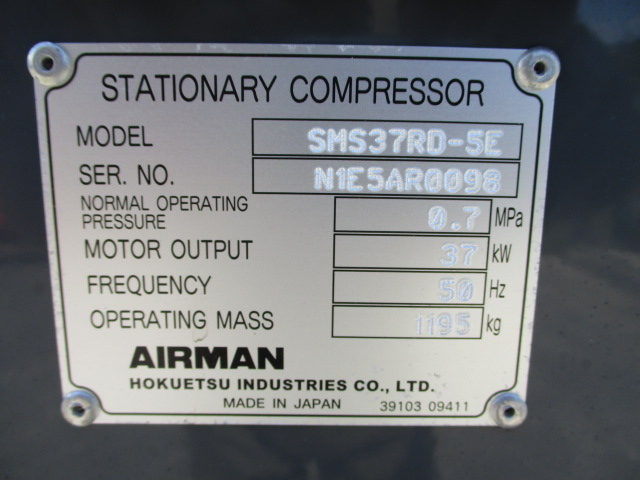 STATIONARY COMPRESSOR
MODEL SMS37RD-5E
SER. NO. N1E5AR0098
NORMAL OPERATING
PRESSURE 0.7 MPa
MOTOR OUTPUT 37 kW
FREQUENCY 50 Hz
OPERATING MASS 1195 kg
AIRMAN
HOKUETSU INDUSTRIES CO., LTD.
MADE IN JAPAN 39103 09411